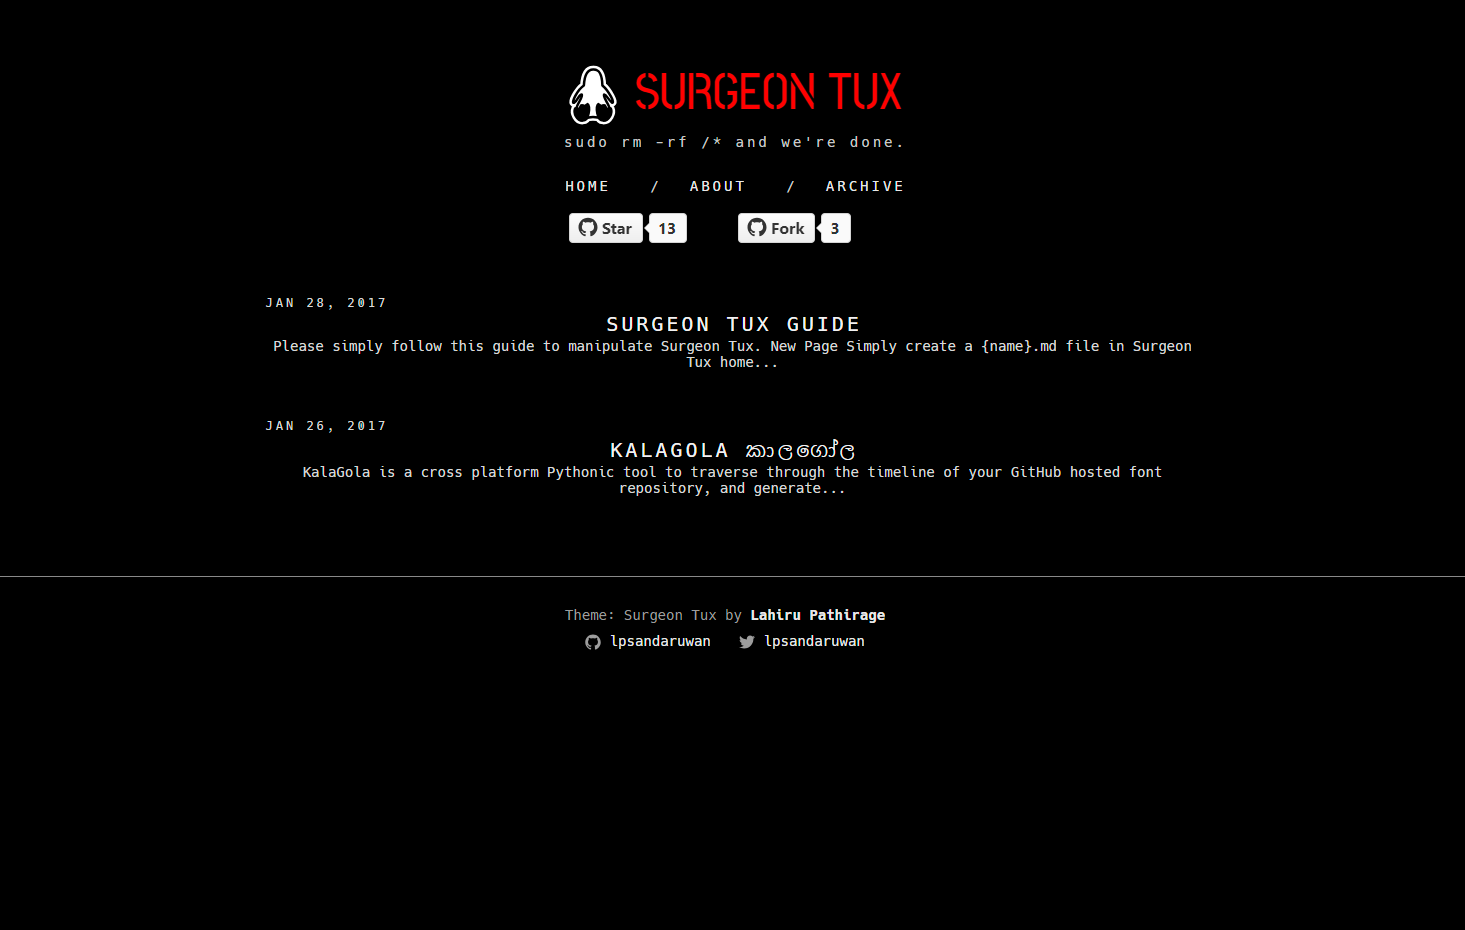 SURGEON TUX
sudo rm -rf /* and we're done.
HOME / ABOUT / ARCHIVE
Star 13 Fork 3
JAN 28, 2017
SURGEON TUX GUIDE
Please simply follow this guide to manipulate Surgeon Tux. New Page Simply create a {name}.md file in Surgeon
Tux home...
JAN 26, 2017
KALAGOLA කාලගෝල
KalaGola is a cross platform Pythonic tool to traverse through the timeline of your GitHub hosted font
repository, and generate...
Theme: Surgeon Tux by Lahiru Pathirage
lpsandaruwan lpsandaruwan